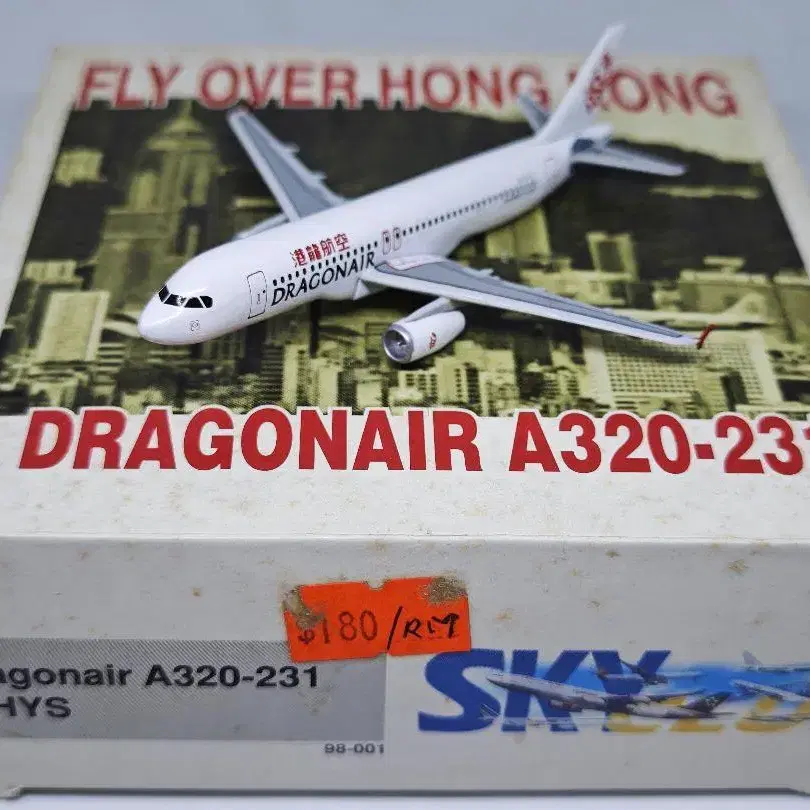 FLY OVER HONG KONG
港龍航空
DRAGONAIR
DRAGONAIR A320-231
$180
agonair A320-231
HYS
98-001
SKY